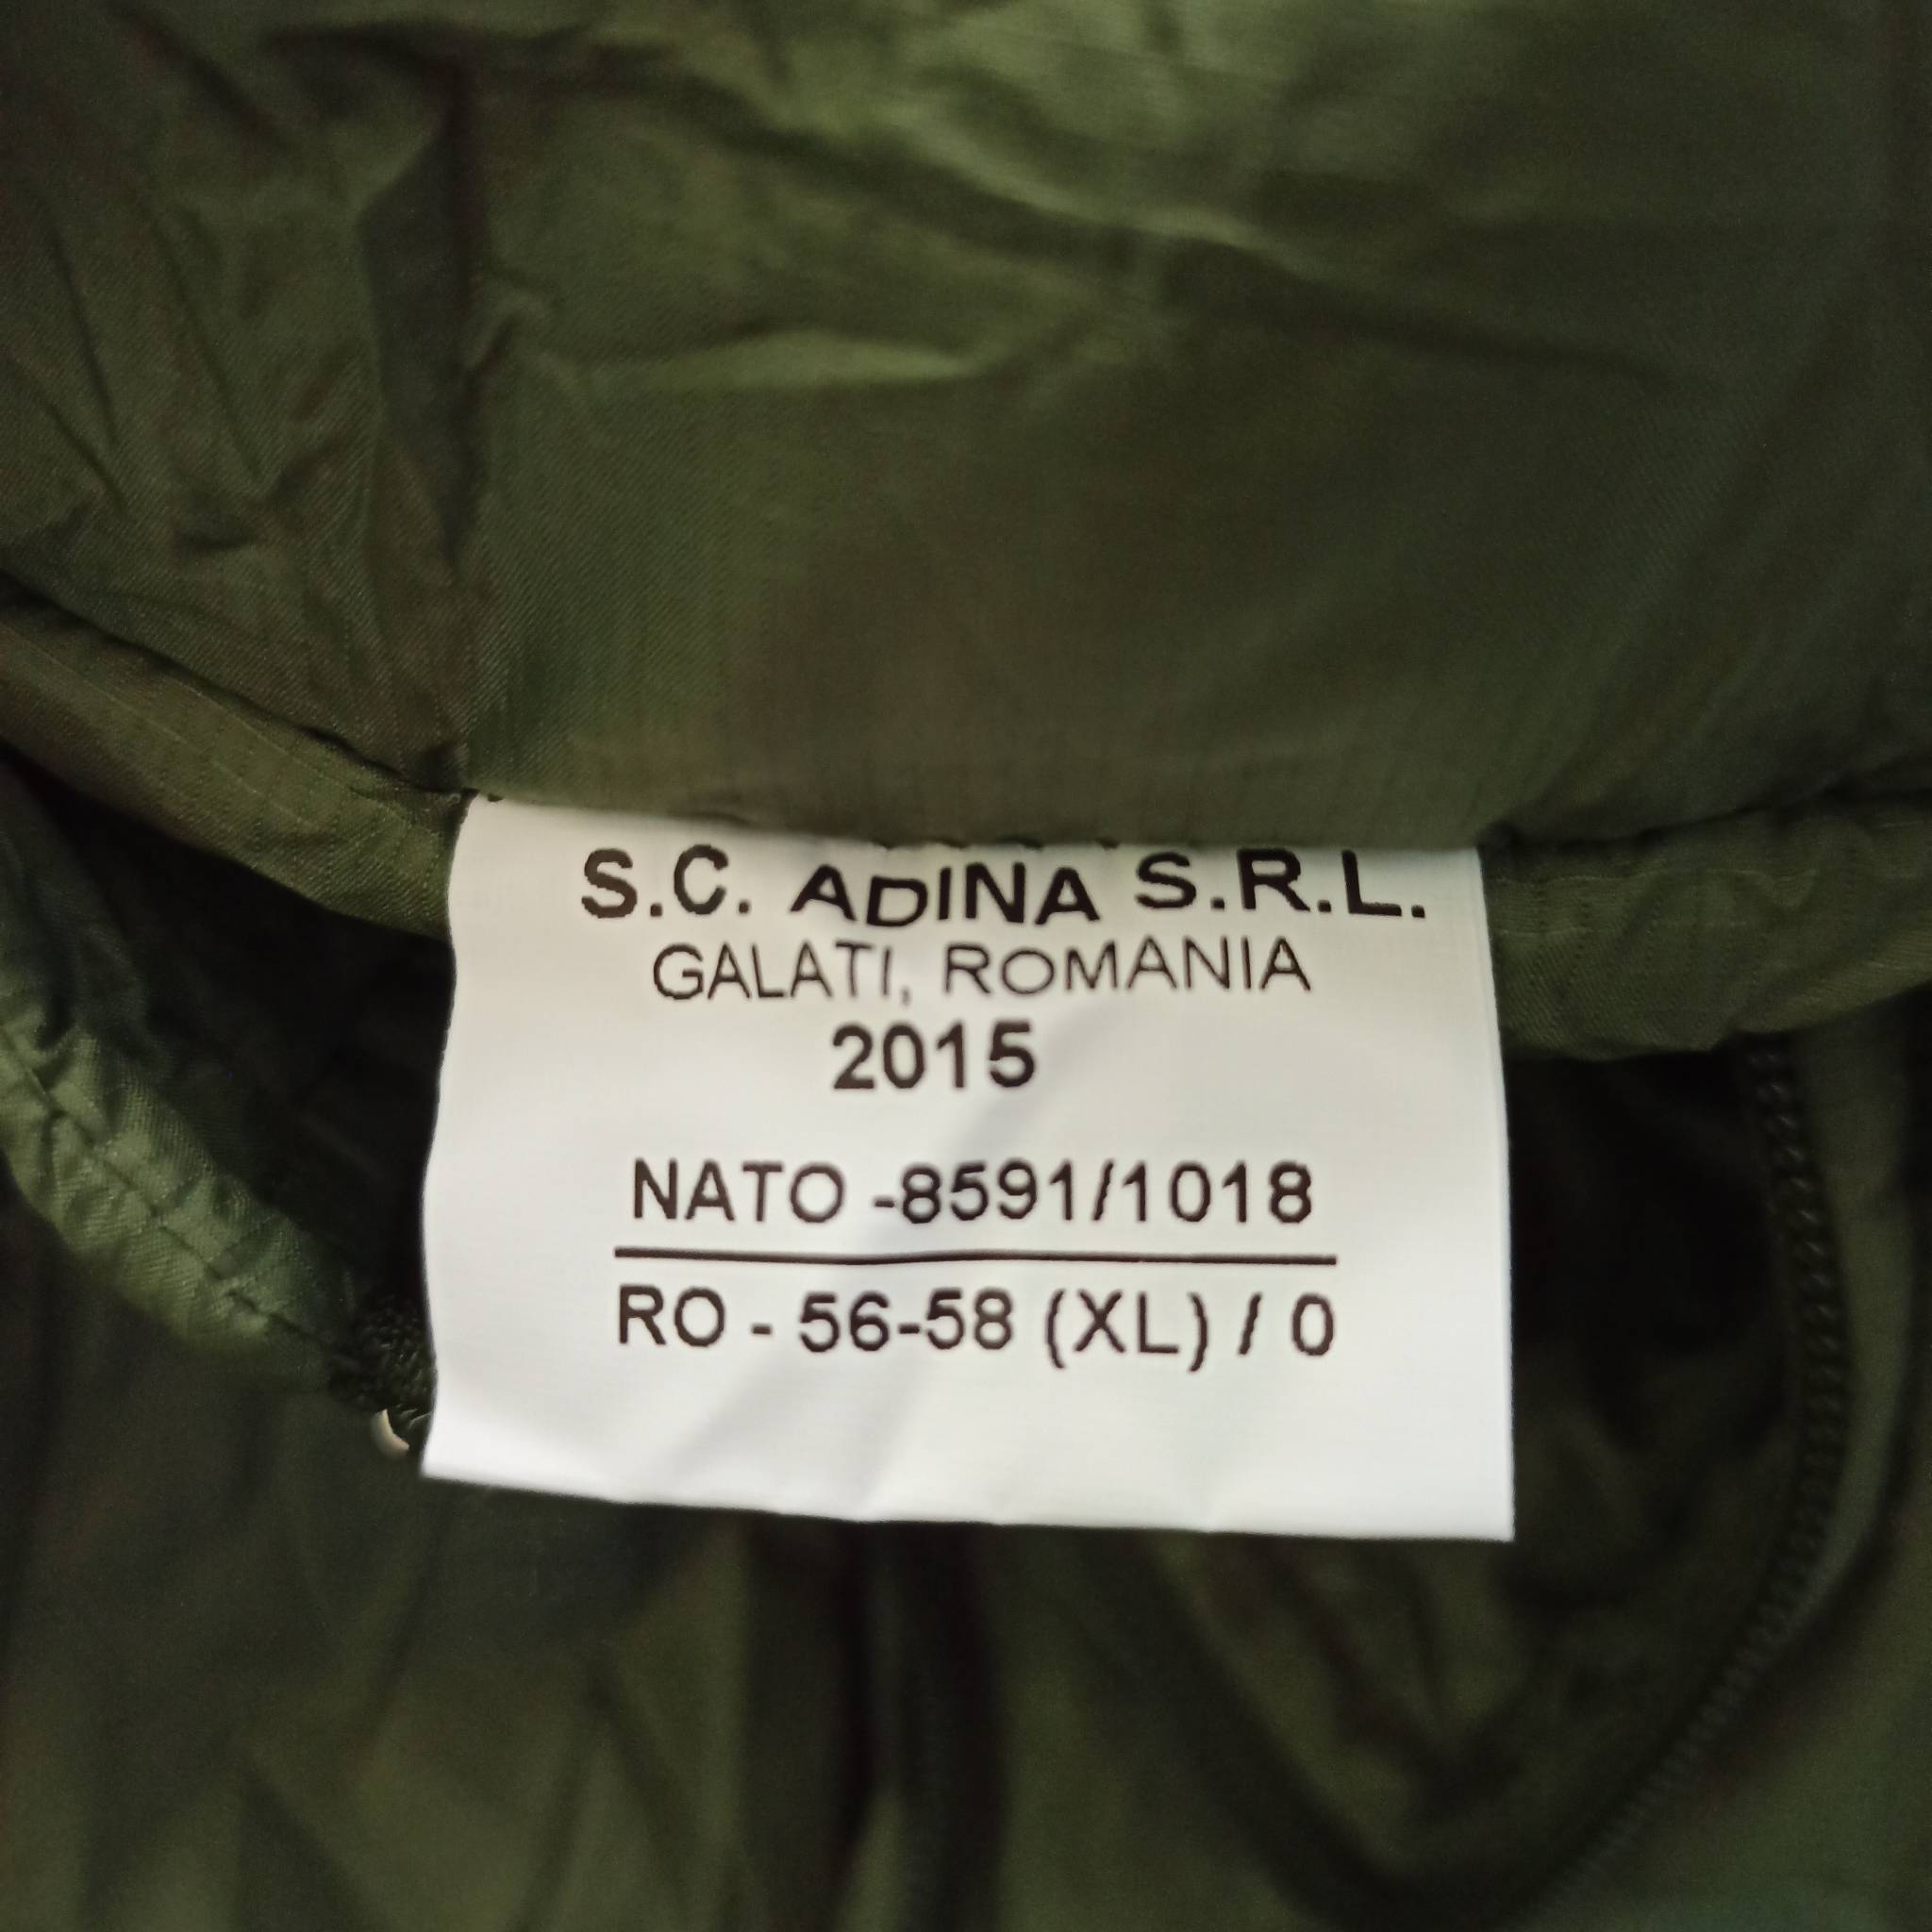 S.C. ADINA S.R.L.
GALATI, ROMANIA
2015
NATO -8591/1018
RO - 56-58 (XL) / 0